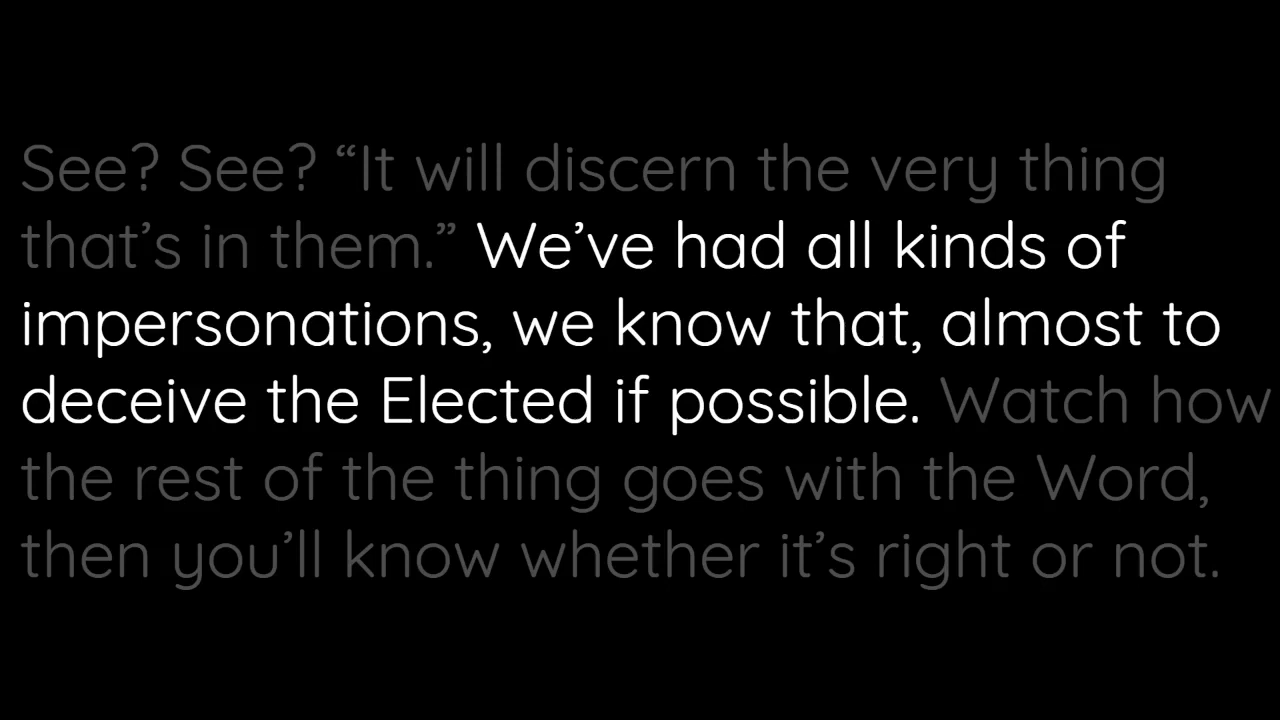 See? See? “It will discern the very thing
that’s in them.” We’ve had all kinds of
impersonations, we know that, almost to
deceive the Elected if possible. Watch how
the rest of the thing goes with the Word,
then you’ll know whether it’s right or not.